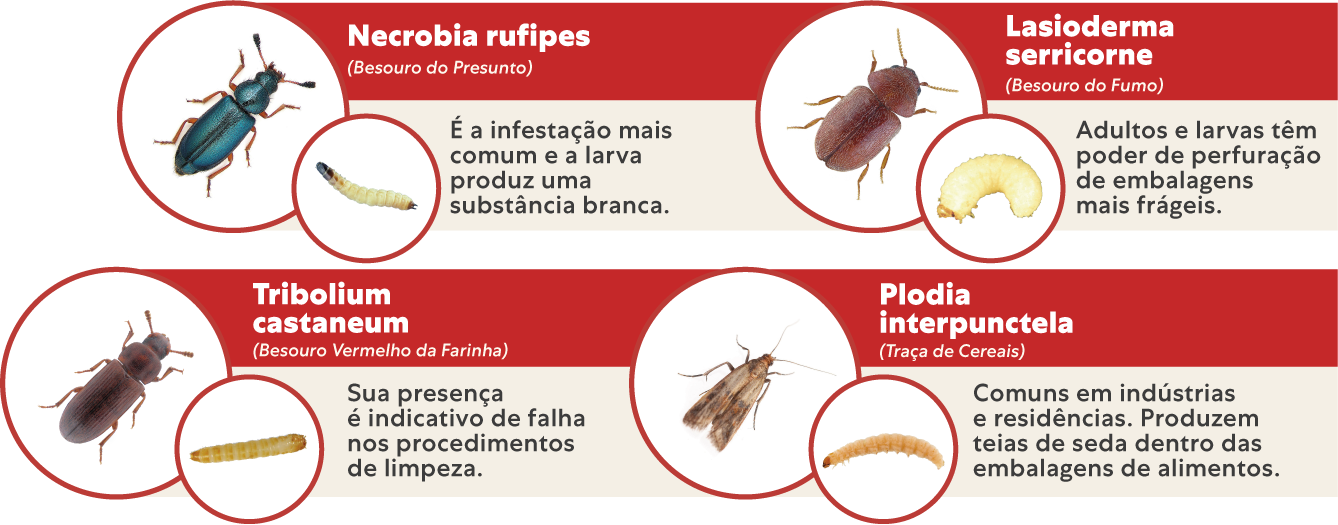 Necrobia rufipes
(Besouro do Presunto)
É a infestação mais
comum e a larva
produz uma
substância branca.
Lasioderma
serricorne
(Besouro do Fumo)
Adultos e larvas têm
poder de perfuração
de embalagens
mais frágeis.
Tribolium
castaneum
(Besouro Vermelho da Farinha)
Sua presença
é indicativo de falha
nos procedimentos
de limpeza.
Plodia
interpunctela
(Traça de Cereais)
Comuns em indústrias
e residências. Produzem
teias de seda dentro das
embalagens de alimentos.